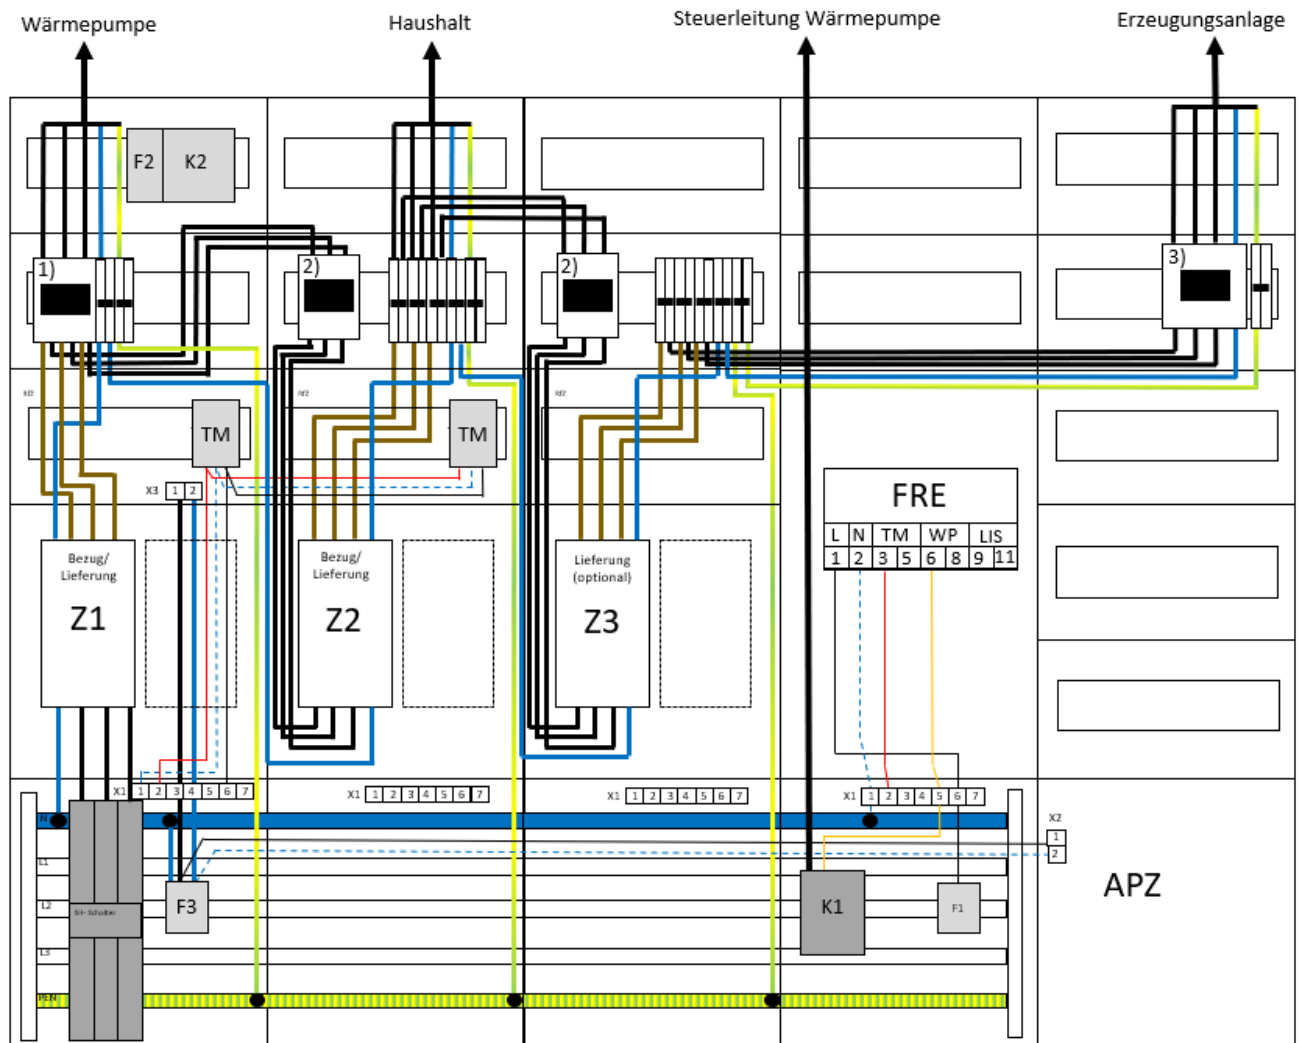 Wärmepumpe
Haushalt
Steuerleitung Wärmepumpe
Erzeugungsanlage
F2
K2
1)
2)
2)
3)
TM
TM
X3
1 2
FRE
L N TM WP LIS
1 2 3 5 6 8 9 11
Bezug/
Lieferung
Z1
Bezug/
Lieferung
Z2
Lieferung
(optional)
Z3
X1 1 2 3 4 5 6 7
X1 1 2 3 4 5 6 7
X1 1 2 3 4 5 6 7
X1 1 2 3 4 5 6 7
N
X2
1
2
L1
L2
L3
PEN
SH- Schalter
F3
K1
F1
APZ